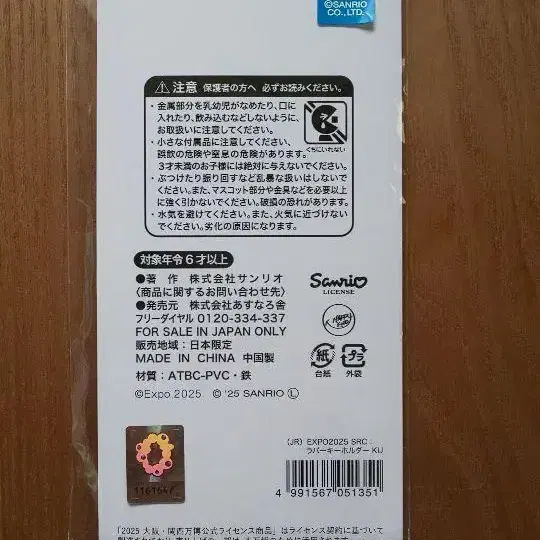 ©SANRIO
CO., LTD.
注意 保護者の方へ 必ずお読みください。
・金属部分を乳幼児がなめたり、口に
入れたり、飲み込むなどしないように、
お取扱いに注意してください。
くちにいれない
・小さな付属品に注意してください。
誤飲の危険や窒息の危険があります。
3才未満のお子様には絶対に与えないでください。
・ぶつけたり振り回すなど乱暴な扱いはしないで
ください。また、マスコット部分や金具などを必要以上
に強く引かないでください。破損の恐れがあります。
・水気を避けてください。また、火気に近づけない
でください。劣化の原因になります。
対象年令6才以上
●著 作 株式会社サンリオ
〈商品に関するお問い合わせ先〉
●発売元 株式会社あすなろ舎
フリーダイヤル 0120-334-337
FOR SALE IN JAPAN ONLY
販売地域：日本限定
MADE IN CHINA 中国製
材質：ATBC-PVC・鉄
©Expo 2025 © '25 SANRIO Ⓛ
Sanrio
LICENSE
紙
台紙
プラ
外袋
(JR) EXPO2025 SRC：
ラバーキーホルダー KU
4 991567 051351
「2025 大阪・関西万博公式ライセンス商品」はライセンス契約に基づいて